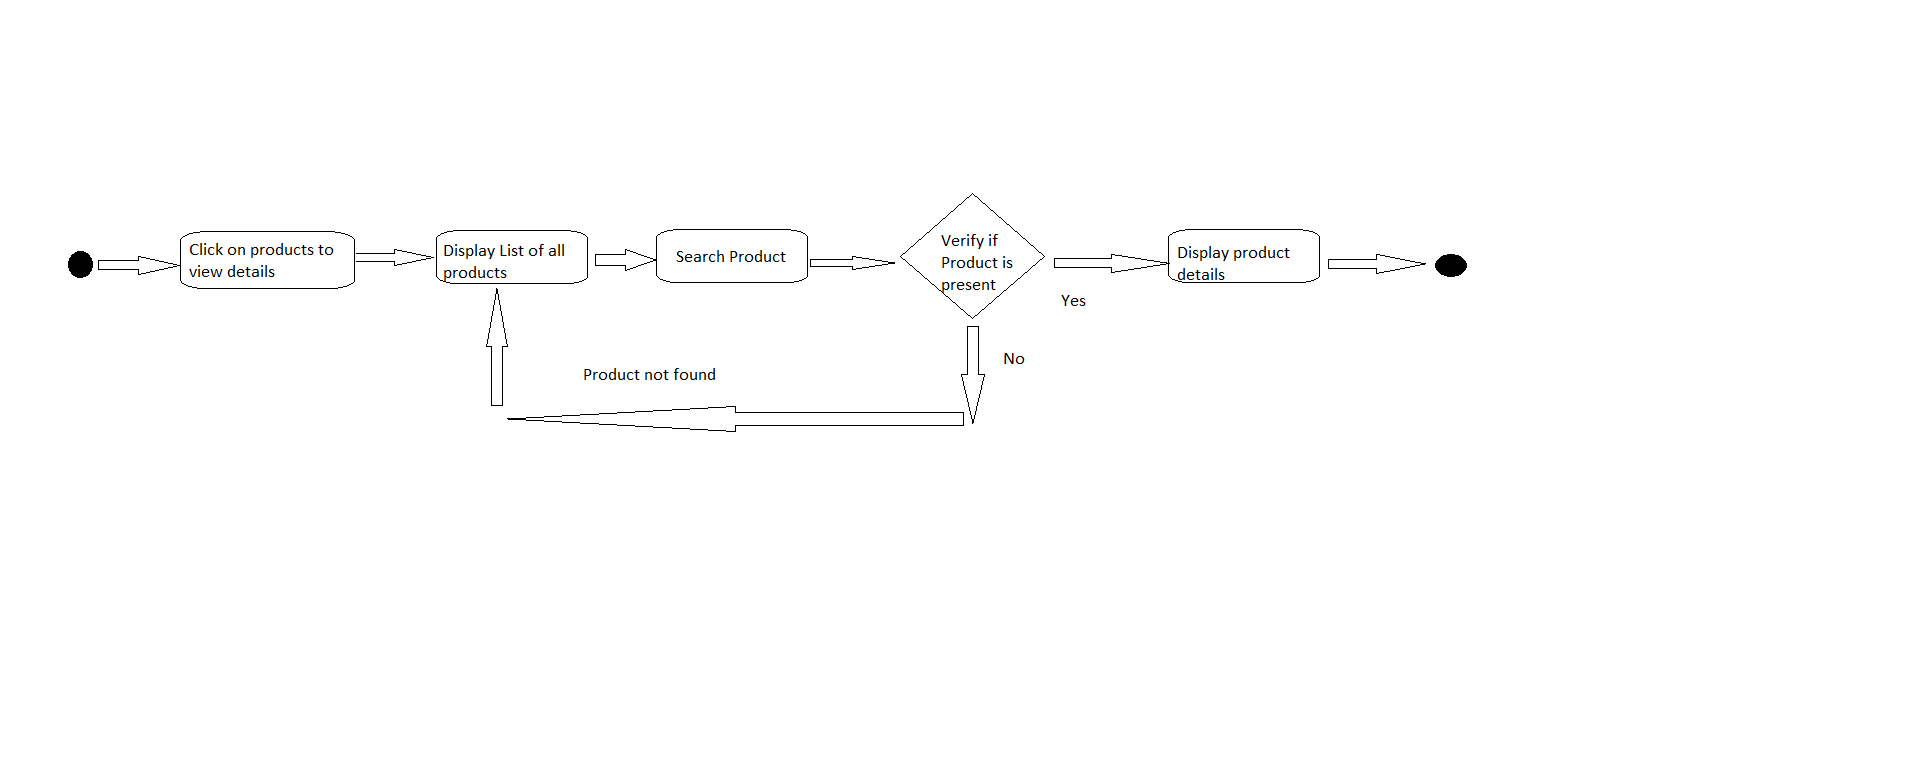 Click on products to
view details
Display List of all
products
Search Product
Verify if
Product is
present
Yes
Display product
details
No
Product not found